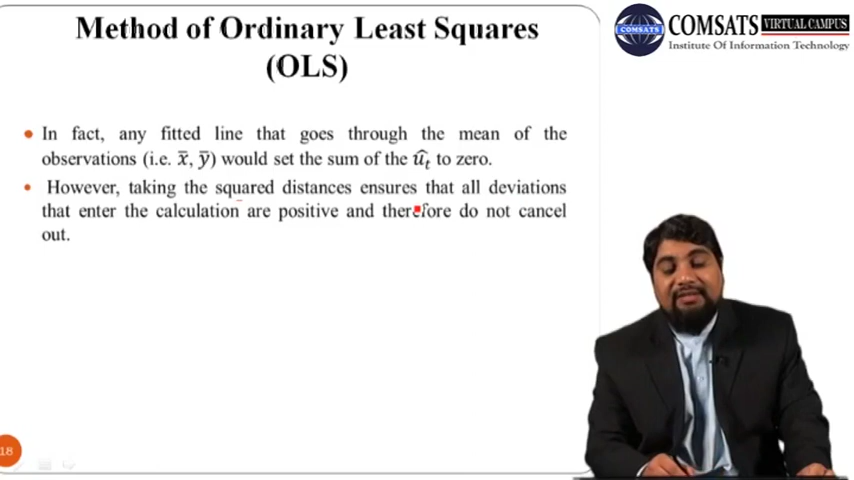 Method of Ordinary Least Squares
(OLS)
COMSATS VIRTUAL CAMPUS
Institute Of Information Technology
COMSATS
In fact, any fitted line that goes through the mean of the
observations (i.e. x̄, ȳ) would set the sum of the û_t to zero.
However, taking the squared distances ensures that all deviations
that enter the calculation are positive and therefore do not cancel
out.
18